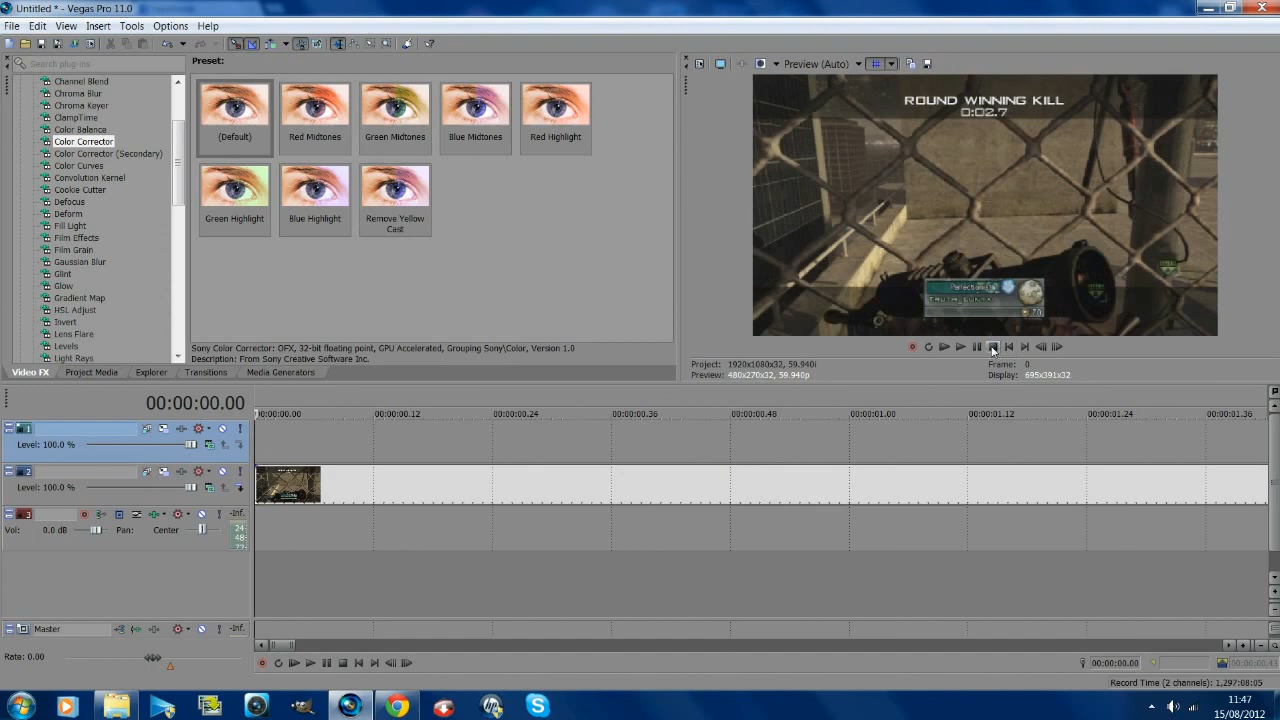 Untitled * - Vegas Pro 11.0
File Edit View Insert Tools Options Help
Search plug-ins
Channel Blend
Chroma Blur
Chroma Keyer
ClampTime
Color Balance
Color Corrector
Color Corrector (Secondary)
Color Curves
Convolution Kernel
Cookie Cutter
Defocus
Deform
Fill Light
Film Effects
Film Grain
Gaussian Blur
Glint
Glow
Gradient Map
HSL Adjust
Invert
Lens Flare
Levels
Light Rays
Preset:
(Default) Red Midtones Green Midtones Blue Midtones Red Highlight
Green Highlight Blue Highlight Remove Yellow
Cast
Sony Color Corrector: OFX, 32-bit floating point, GPU Accelerated, Grouping Sony\Color, Version 1.0
Description: From Sony Creative Software Inc.
Video FX Project Media Explorer Transitions Media Generators
Preview (Auto)
ROUND WINNING KILL
0:02.7
Perfectionist
70
Project: 1920x1080x32, 59.940i Frame: 0
Preview: 480x270x32, 59.940p Display: 695x391x32
00:00:00.00
00:00:00.00 00:00:00.12 00:00:00.24 00:00:00.36 00:00:00.48 00:00:01.00 00:00:01.12 00:00:01.24 00:00:01.36
1
Level: 100.0 %
2
Level: 100.0 %
3 -Inf.
Vol: 0.0 dB Pan: Center 24
48
72
Master -Inf.
Rate: 0.00
00:00:00.00 00:00:00.43
Record Time (2 channels): 1,297:08:05
11:47
15/08/2012